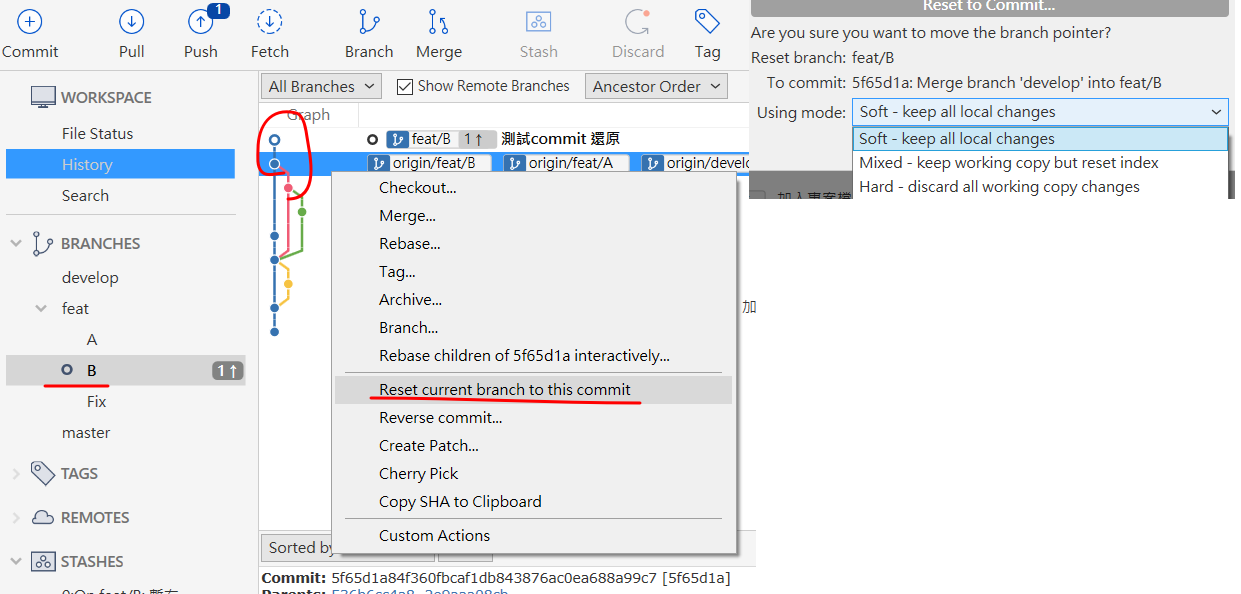 1
Commit
Pull
Push
Fetch
Branch
Merge
Stash
Discard
Tag
WORKSPACE
File Status
History
Search
BRANCHES
develop
feat
A
B
1↑
Fix
master
TAGS
REMOTES
STASHES
All Branches
Show Remote Branches
Ancestor Order
Graph
feat/B 1↑ 測試commit 還原
origin/feat/B origin/feat/A origin/develo
Checkout...
Merge...
Rebase...
Tag...
Archive...
Branch...
Rebase children of 5f65d1a interactively...
Reset current branch to this commit
Reverse commit...
Create Patch...
Cherry Pick
Copy SHA to Clipboard
Custom Actions
加
Sorted by
Commit: 5f65d1a84f360fbcaf1db843876ac0ea688a99c7 [5f65d1a]
Reset to Commit...
Are you sure you want to move the branch pointer?
Reset branch: feat/B
To commit: 5f65d1a: Merge branch 'develop' into feat/B
Using mode: Soft - keep all local changes
Soft - keep all local changes
Mixed - keep working copy but reset index
Hard - discard all working copy changes